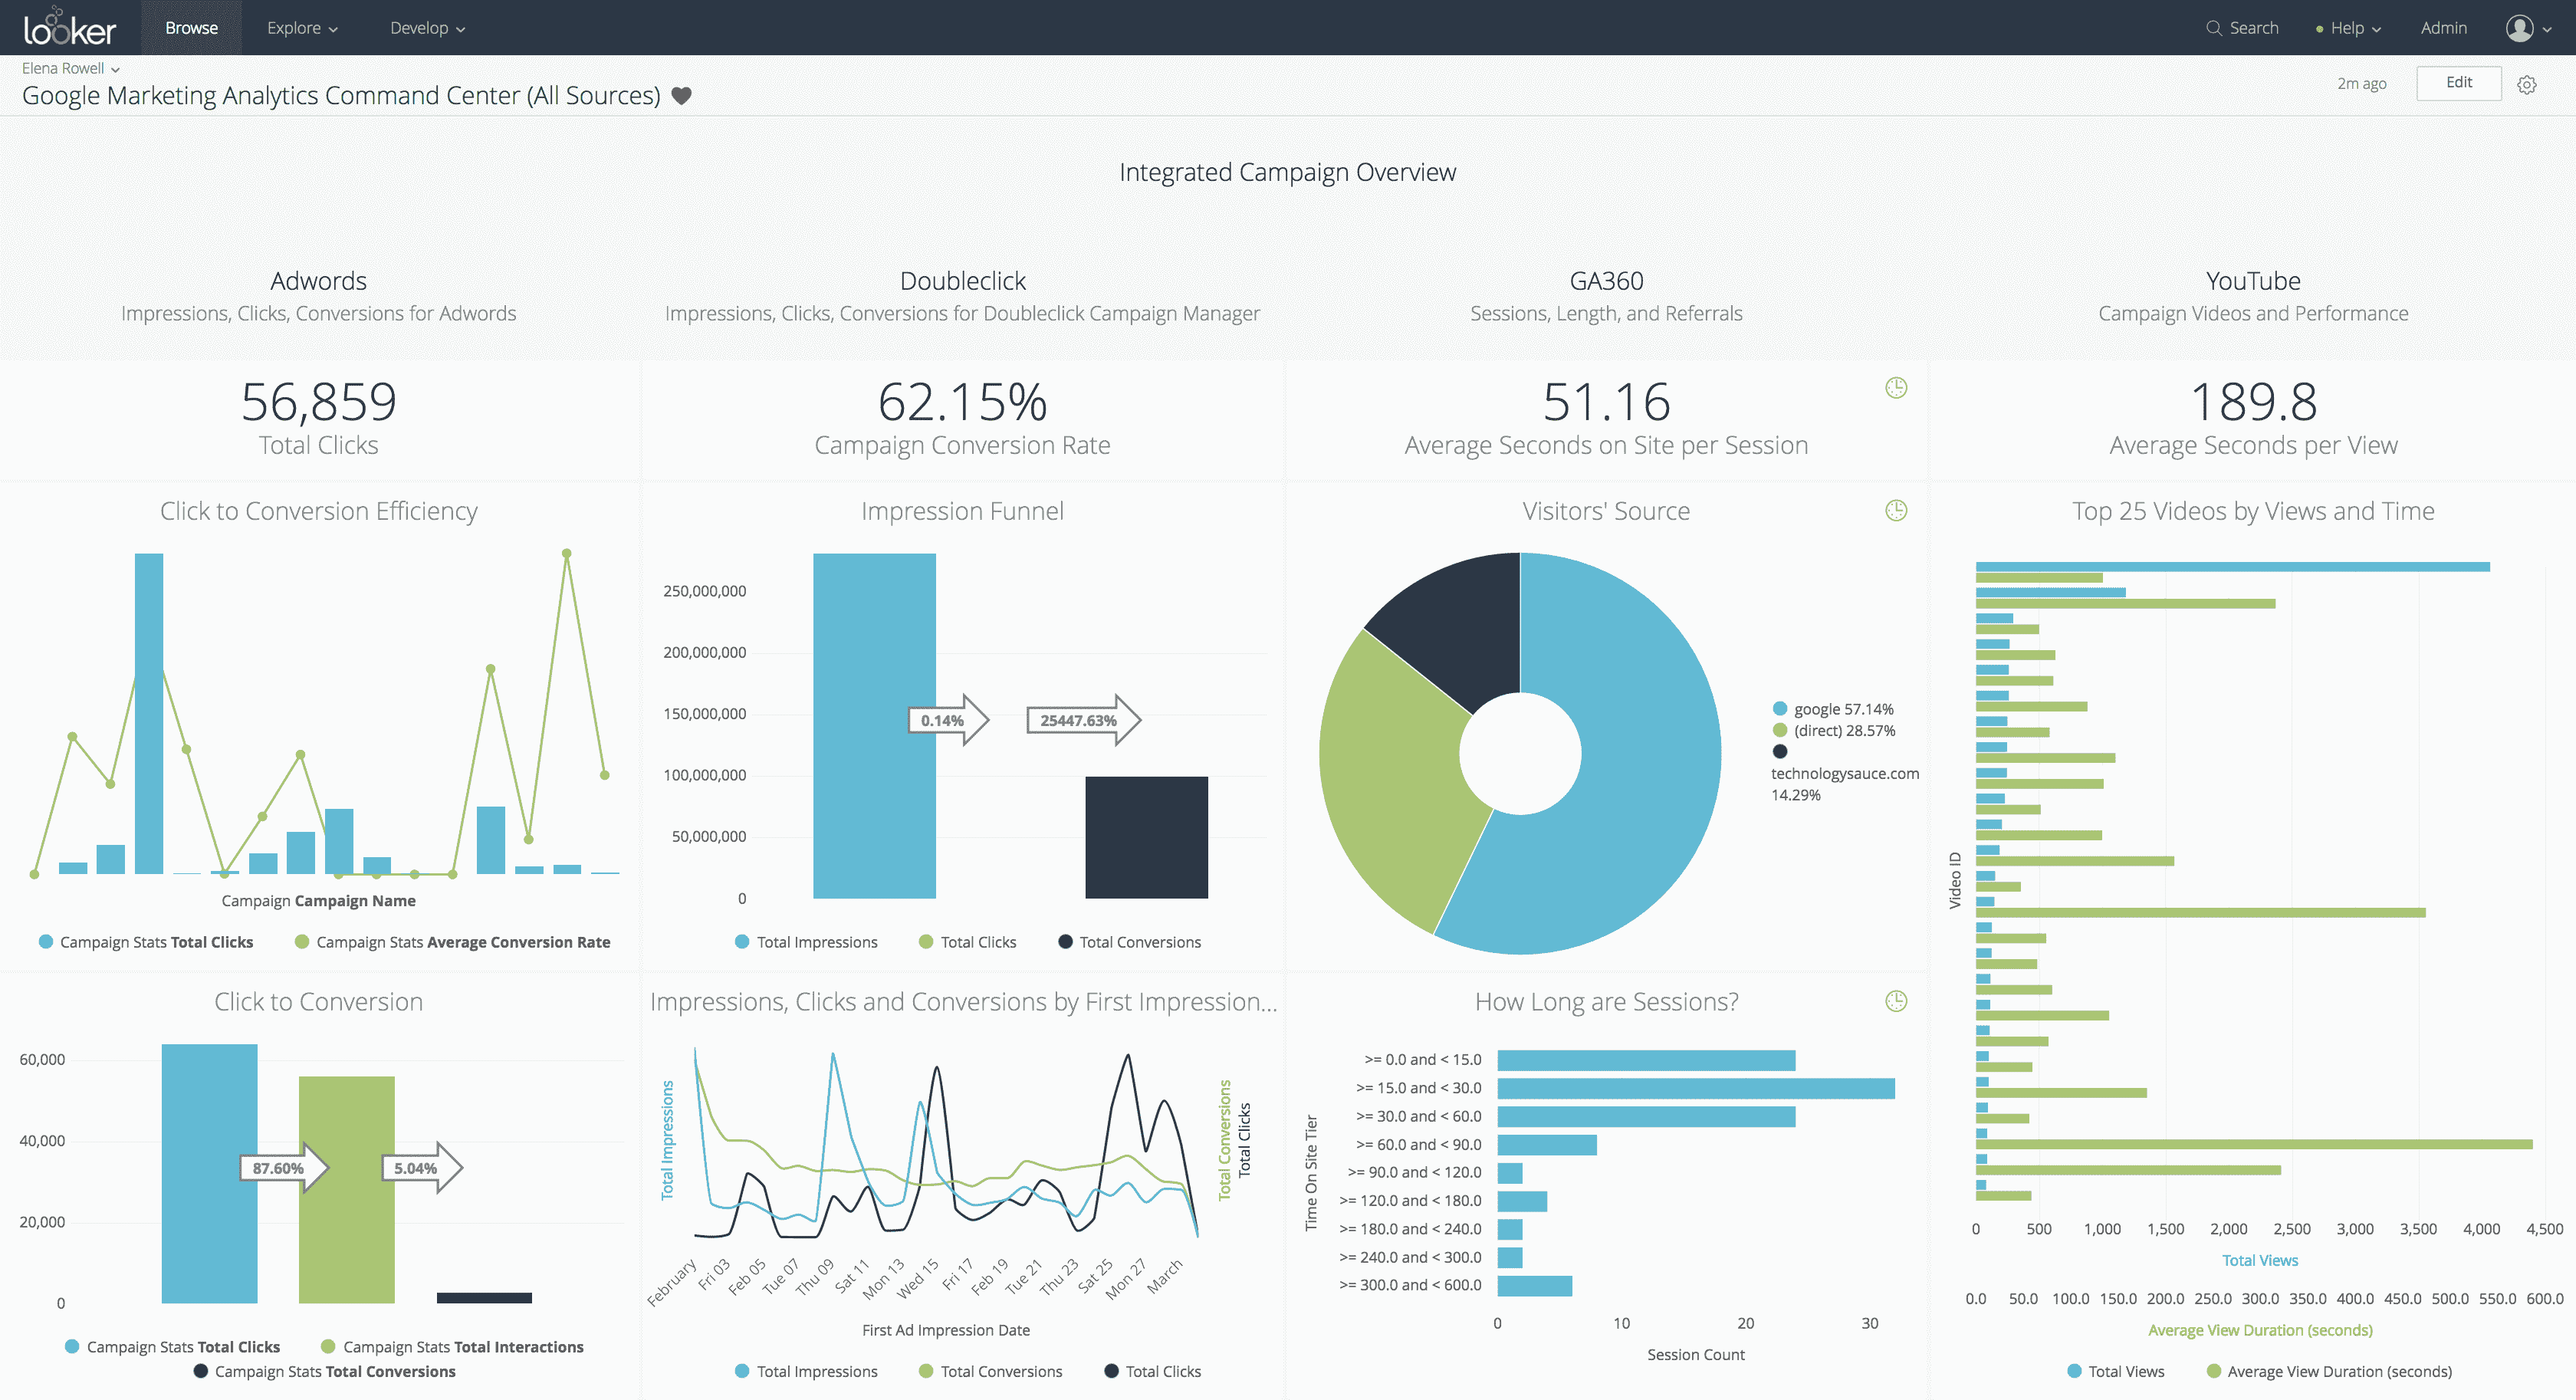 looker
Browse
Explore
Develop
Search
Help
Admin
Elena Rowell
Google Marketing Analytics Command Center (All Sources)
2m ago
Edit
Integrated Campaign Overview
Adwords
Impressions, Clicks, Conversions for Adwords
Doubleclick
Impressions, Clicks, Conversions for Doubleclick Campaign Manager
GA360
Sessions, Length, and Referrals
YouTube
Campaign Videos and Performance
56,859
Total Clicks
62.15%
Campaign Conversion Rate
51.16
Average Seconds on Site per Session
189.8
Average Seconds per View
Click to Conversion Efficiency
Campaign Campaign Name
Campaign Stats Total Clicks
Campaign Stats Average Conversion Rate
Impression Funnel
250,000,000
200,000,000
150,000,000
100,000,000
50,000,000
0
0.14%
25447.63%
Total Impressions
Total Clicks
Total Conversions
Visitors' Source
google 57.14%
(direct) 28.57%
technologysauce.com
14.29%
Top 25 Videos by Views and Time
Video ID
0
500
1,000
1,500
2,000
2,500
3,000
3,500
4,000
4,500
Total Views
0.0
50.0
100.0
150.0
200.0
250.0
300.0
350.0
400.0
450.0
500.0
550.0
600.0
Average View Duration (seconds)
Total Views
Average View Duration (seconds)
Click to Conversion
60,000
40,000
20,000
0
87.60%
5.04%
Campaign Stats Total Clicks
Campaign Stats Total Interactions
Campaign Stats Total Conversions
Impressions, Clicks and Conversions by First Impression...
Total Impressions
Total Conversions
Total Clicks
February
Fri 03
Feb 05
Tue 07
Thu 09
Sat 11
Mon 13
Wed 15
Fri 17
Feb 19
Tue 21
Thu 23
Sat 25
Mon 27
March
First Ad Impression Date
Total Impressions
Total Conversions
Total Clicks
How Long are Sessions?
Time On Site Tier
>= 0.0 and < 15.0
>= 15.0 and < 30.0
>= 30.0 and < 60.0
>= 60.0 and < 90.0
>= 90.0 and < 120.0
>= 120.0 and < 180.0
>= 180.0 and < 240.0
>= 240.0 and < 300.0
>= 300.0 and < 600.0
0
10
20
30
Session Count